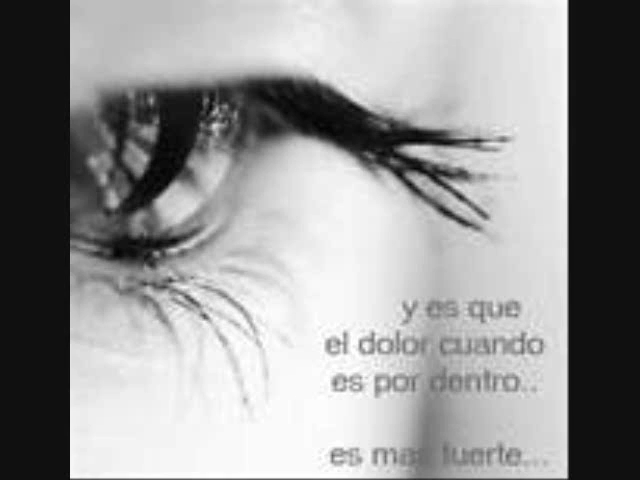 y es que
el dolor cuando
es por dentro..
es mas fuerte...